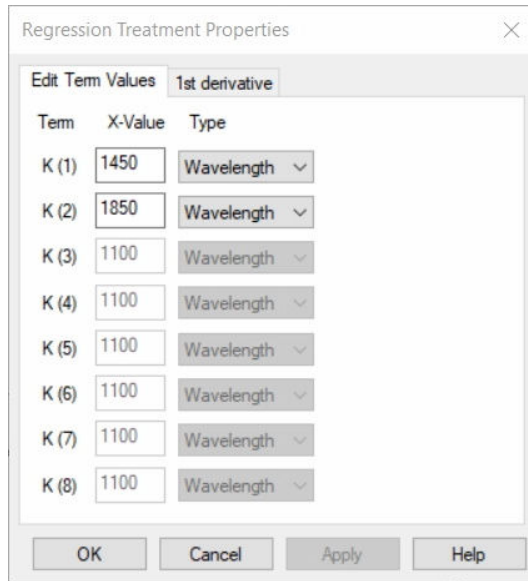 Regression Treatment Properties
Edit Term Values 1st derivative
Term X-Value Type
K (1) 1450 Wavelength
K (2) 1850 Wavelength
K (3) 1100 Wavelength
K (4) 1100 Wavelength
K (5) 1100 Wavelength
K (6) 1100 Wavelength
K (7) 1100 Wavelength
K (8) 1100 Wavelength
OK Cancel Apply Help